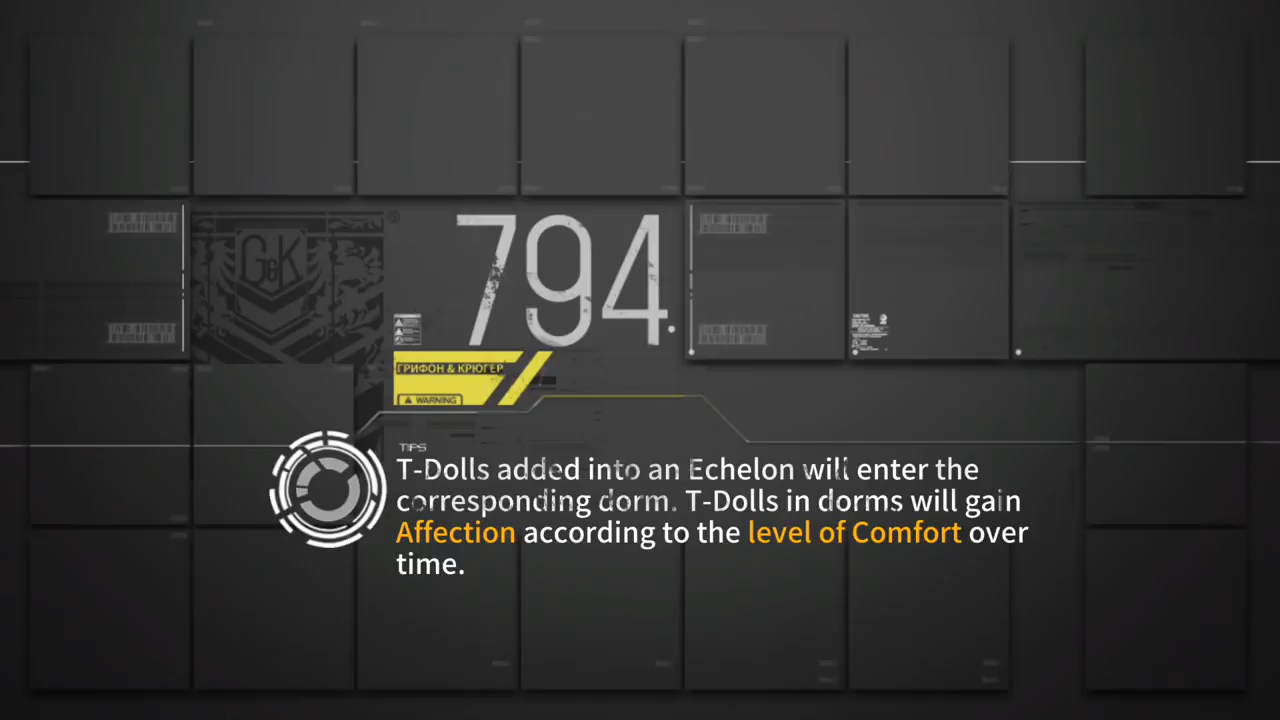 G&K
794.
ГРИФОН & КРЮГЕР
WARNING
TIPS
T-Dolls added into an Echelon will enter the
corresponding dorm. T-Dolls in dorms will gain
Affection according to the level of Comfort over
time.